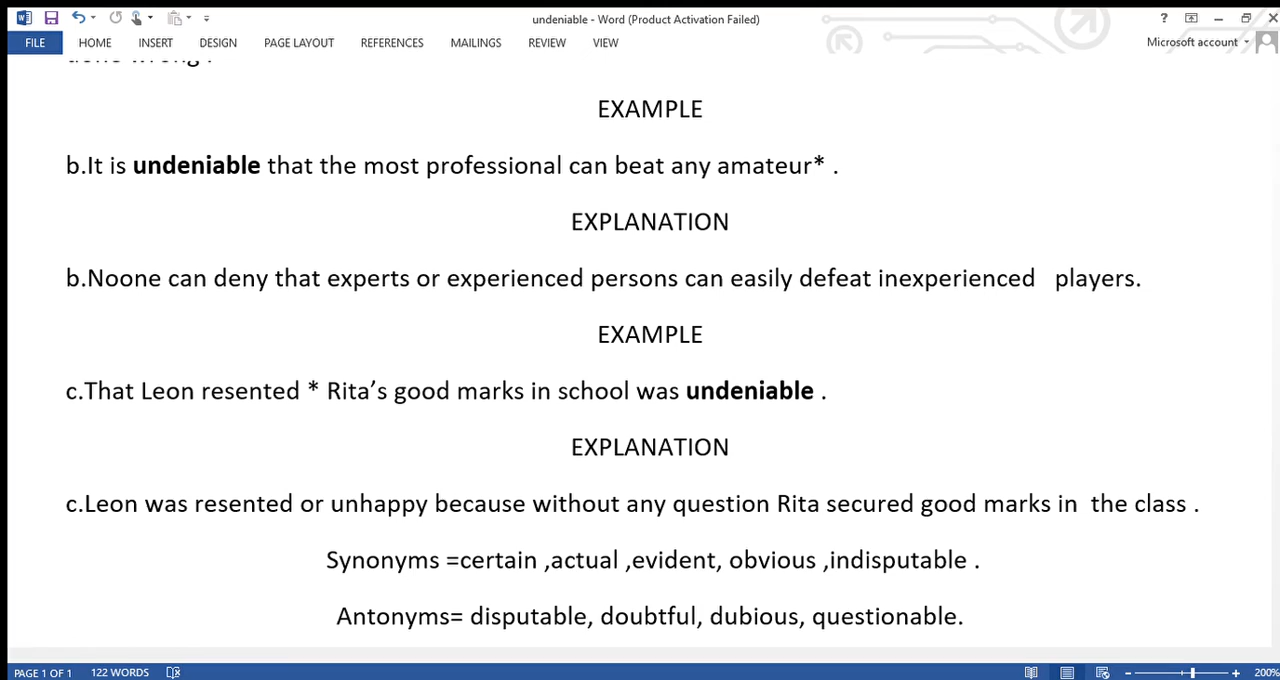 undeniable - Word (Product Activation Failed)
FILE HOME INSERT DESIGN PAGE LAYOUT REFERENCES MAILINGS REVIEW VIEW Microsoft account
EXAMPLE
b.It is undeniable that the most professional can beat any amateur* .
EXPLANATION
b.Noone can deny that experts or experienced persons can easily defeat inexperienced players.
EXAMPLE
c.That Leon resented * Rita’s good marks in school was undeniable .
EXPLANATION
c.Leon was resented or unhappy because without any question Rita secured good marks in the class .
Synonyms =certain ,actual ,evident, obvious ,indisputable .
Antonyms= disputable, doubtful, dubious, questionable.
PAGE 1 OF 1 122 WORDS 200%